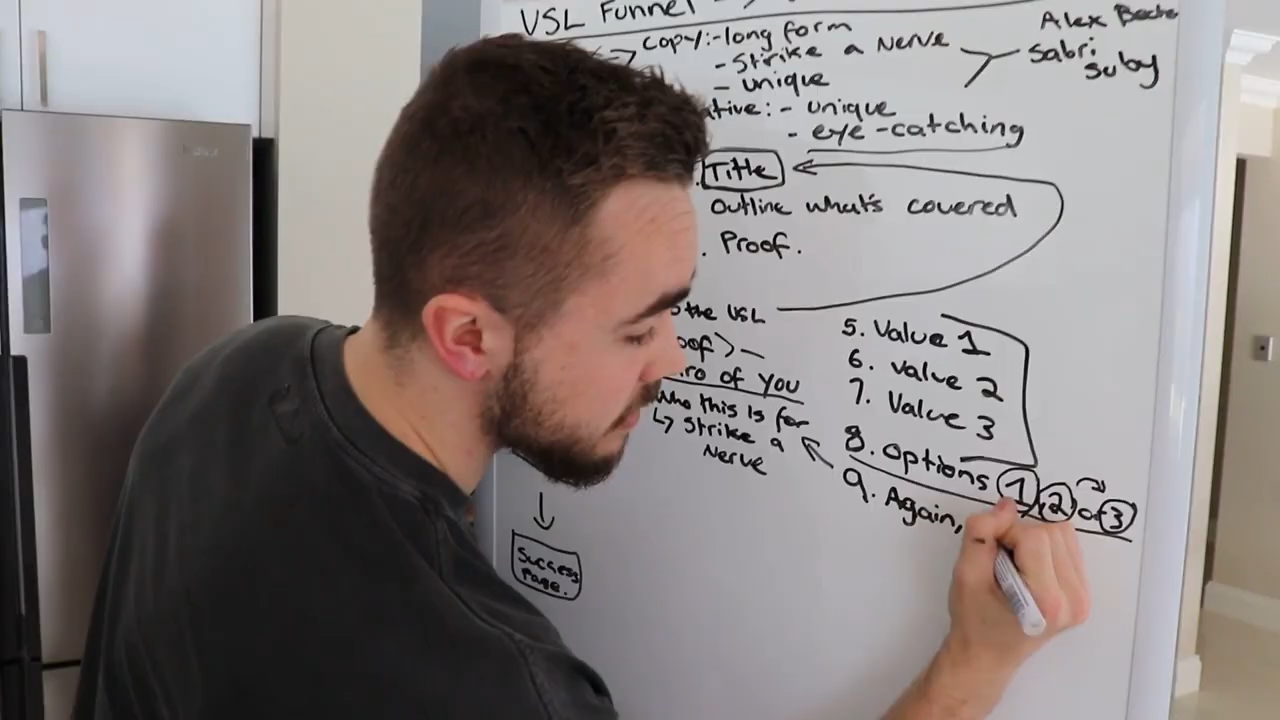 VSL Funnel
copy:-long form
- Strike a Nerve
- unique
Alex Becker
Sabri
Suby
ative: - unique
- eye-catching
Title
Outline what's covered
. Proof.
the VSL
oof > -
ro of you
who this is for
↳ Strike a
Nerve
5. Value 1
6. Value 2
7. Value 3
8. Options 1, 2 or 3
9. Again,
Success
Page.